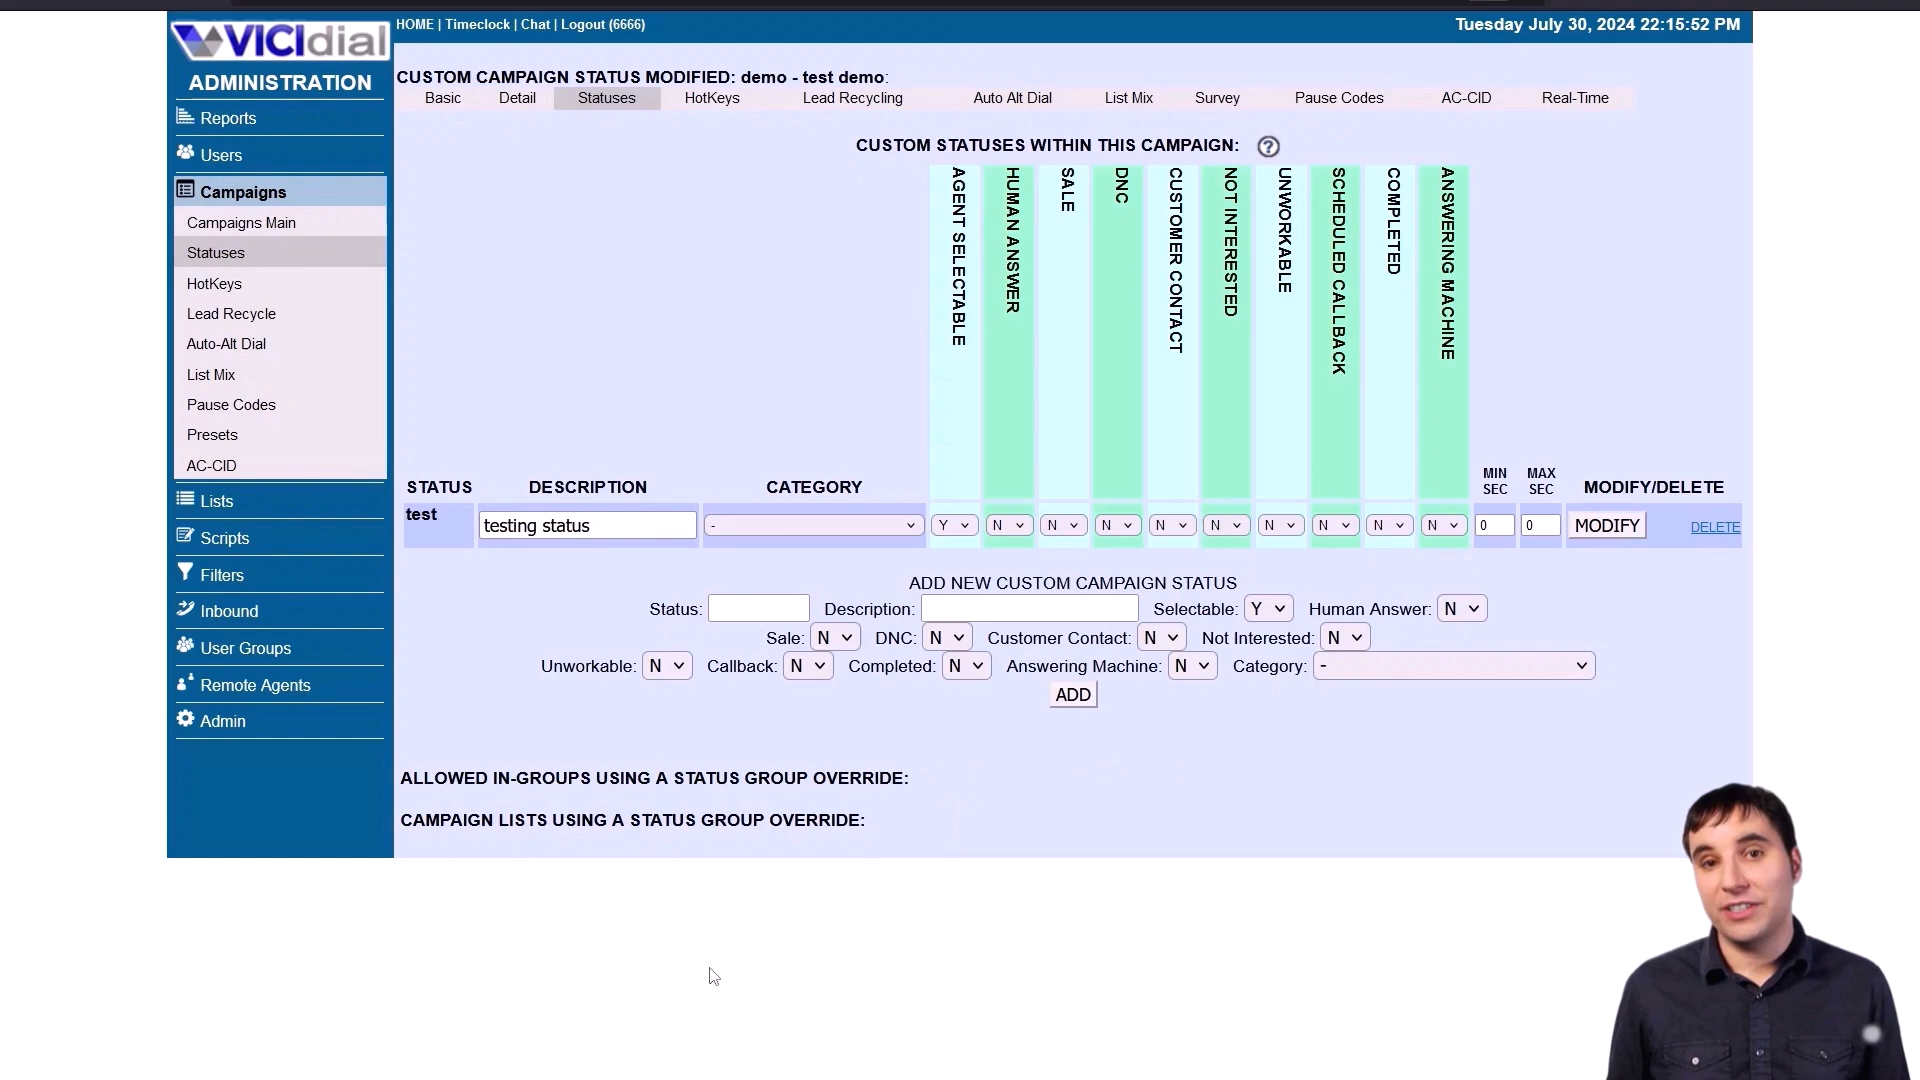 VICIdial
HOME | Timeclock | Chat | Logout (6666)
Tuesday July 30, 2024 22:15:52 PM
ADMINISTRATION
Reports
Users
Campaigns
Campaigns Main
Statuses
HotKeys
Lead Recycle
Auto-Alt Dial
List Mix
Pause Codes
Presets
AC-CID
Lists
Scripts
Filters
Inbound
User Groups
Remote Agents
Admin
CUSTOM CAMPAIGN STATUS MODIFIED: demo - test demo:
Basic Detail Statuses HotKeys Lead Recycling Auto Alt Dial List Mix Survey Pause Codes AC-CID Real-Time
CUSTOM STATUSES WITHIN THIS CAMPAIGN: ?
AGENT SELECTABLE
HUMAN ANSWER
SALE
DNC
CUSTOMER CONTACT
NOT INTERESTED
UNWORKABLE
SCHEDULED CALLBACK
COMPLETED
ANSWERING MACHINE
STATUS DESCRIPTION CATEGORY MIN SEC MAX SEC MODIFY/DELETE
test testing status - Y N N N N N N N N N 0 0 MODIFY DELETE
ADD NEW CUSTOM CAMPAIGN STATUS
Status: Description: Selectable: Y Human Answer: N
Sale: N DNC: N Customer Contact: N Not Interested: N
Unworkable: N Callback: N Completed: N Answering Machine: N Category: -
ADD
ALLOWED IN-GROUPS USING A STATUS GROUP OVERRIDE:
CAMPAIGN LISTS USING A STATUS GROUP OVERRIDE: